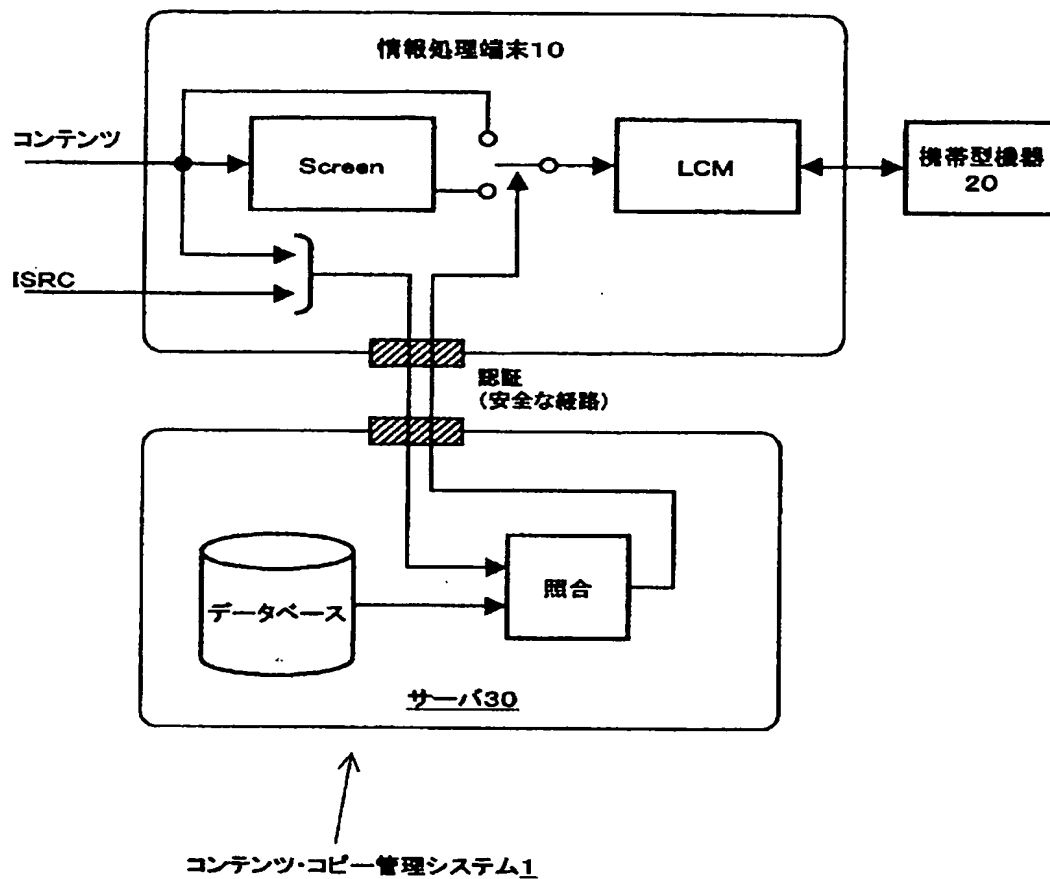 情報処理端末10
コンテンツ
Screen
LCM
携帯型機器
20
ISRC
認証
(安全な経路)
データベース
照合
サーバ30
コンテンツ・コピー管理システム1